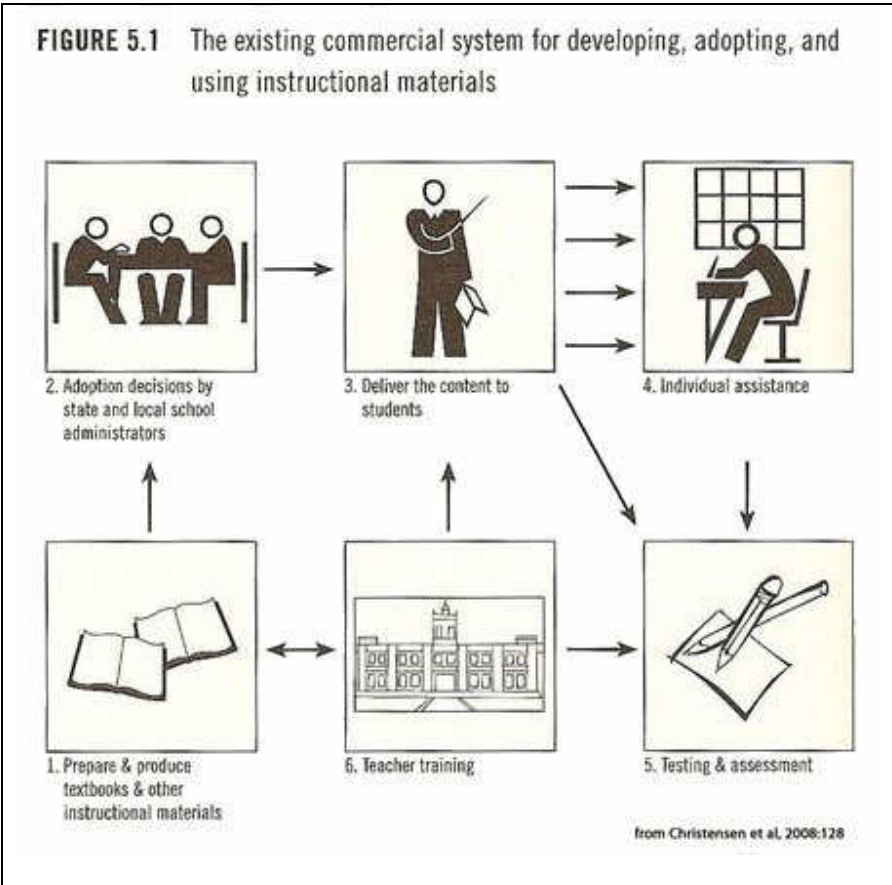 FIGURE 5.1 The existing commercial system for developing, adopting, and
using instructional materials
2. Adoption decisions by
state and local school
administrators
3. Deliver the content to
students
4. Individual assistance
1. Prepare & produce
textbooks & other
instructional materials
6. Teacher training
5. Testing & assessment
from Christensen et al, 2008:128